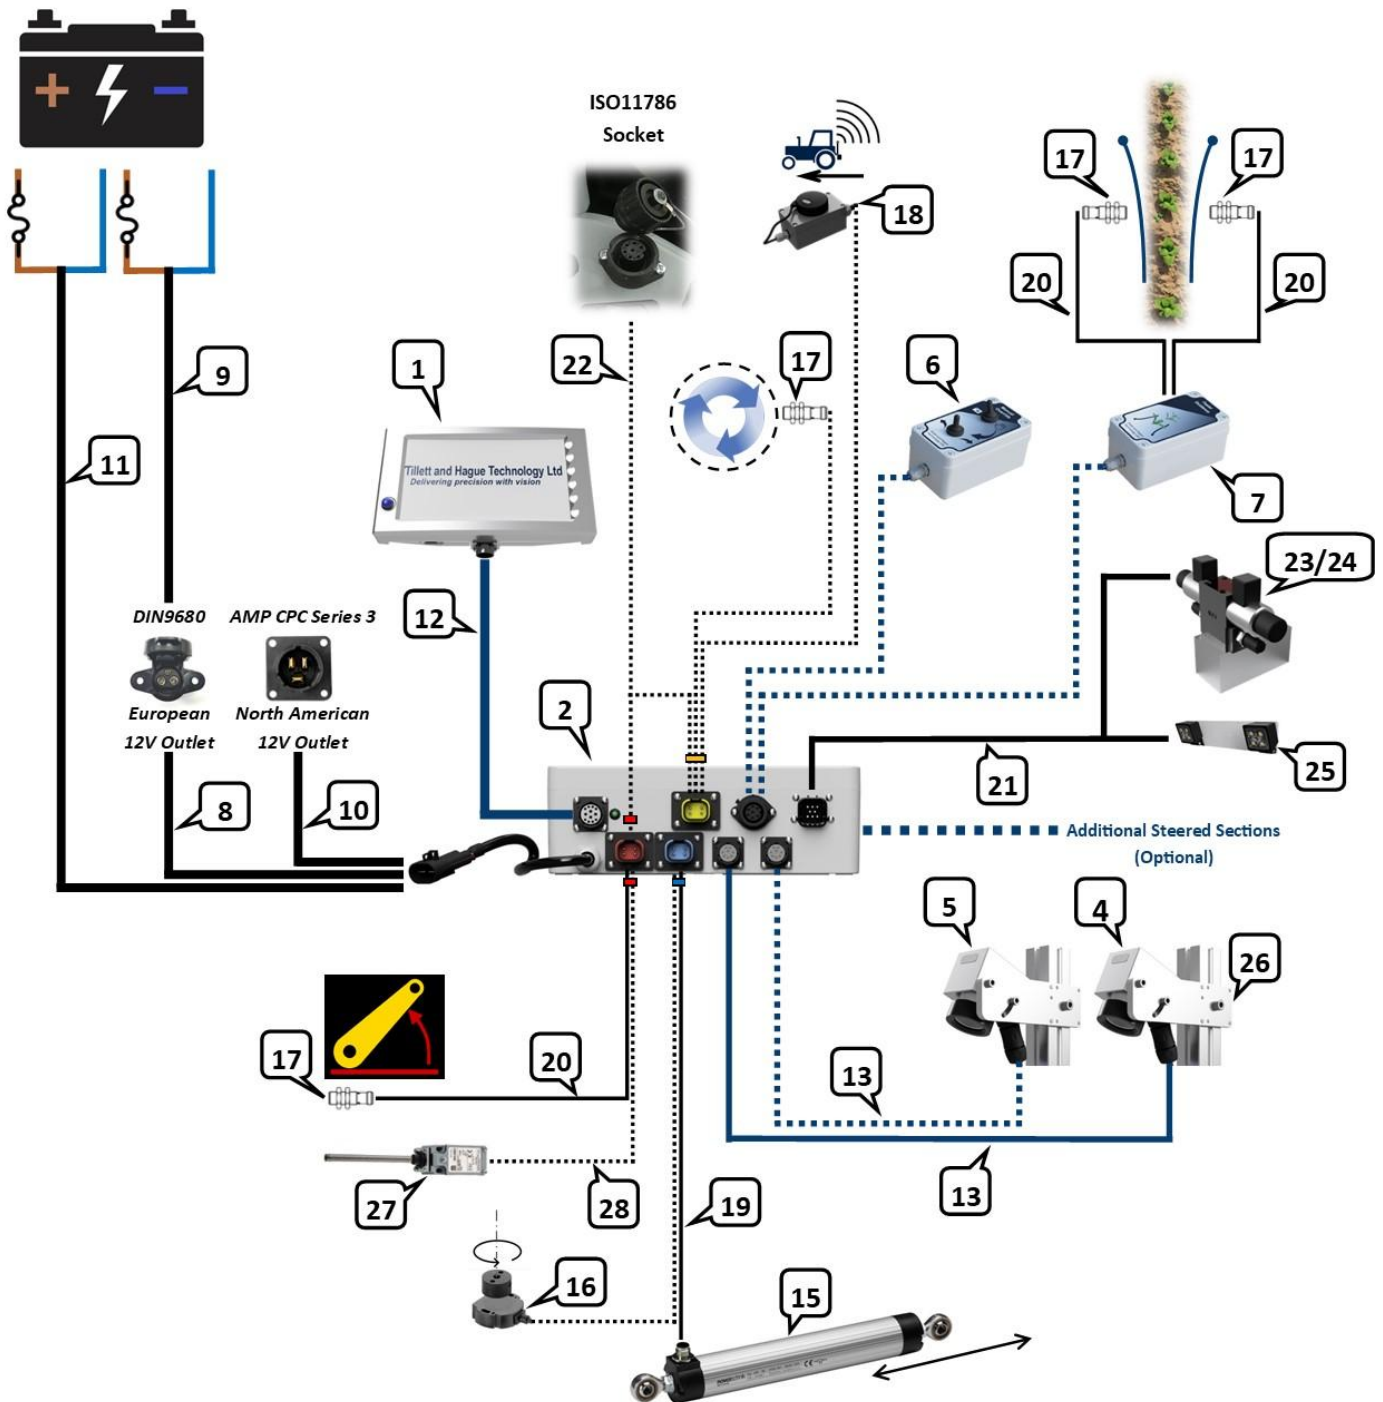 ISO11786
Socket
17
17
18
20
20
22
17
6
9
1
11
Tillett and Hague Technology Ltd
Delivering precision with vision
7
23/24
12
DIN9680
AMP CPC Series 3
European
12V Outlet
North American
12V Outlet
2
21
25
8
10
Additional Steered Sections
(Optional)
5
4
26
17
20
13
27
28
19
13
16
15